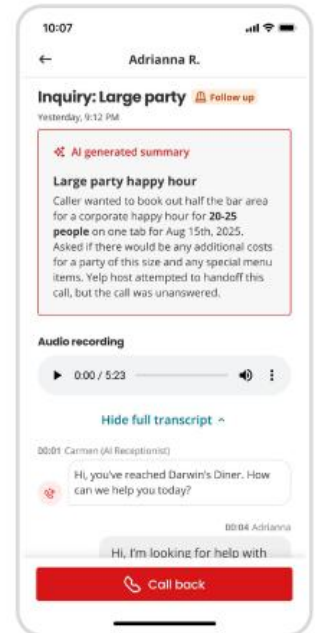 10:07
Adrianna R.
Inquiry: Large party Follow up
Yesterday, 9:12 PM
AI generated summary
Large party happy hour
Caller wanted to book out half the bar area
for a corporate happy hour for 20-25
people on one tab for Aug 15th, 2025.
Asked if there would be any additional costs
for a party of this size and any special menu
items. Yelp host attempted to handoff this
call, but the call was unanswered.
Audio recording
0:00 / 5:23
Hide full transcript
00:01 Carmen (AI Receptionist)
Hi, you've reached Darwin's Diner. How
can we help you today?
00:04 Adrianna
Hi, I'm looking for help with
Call back